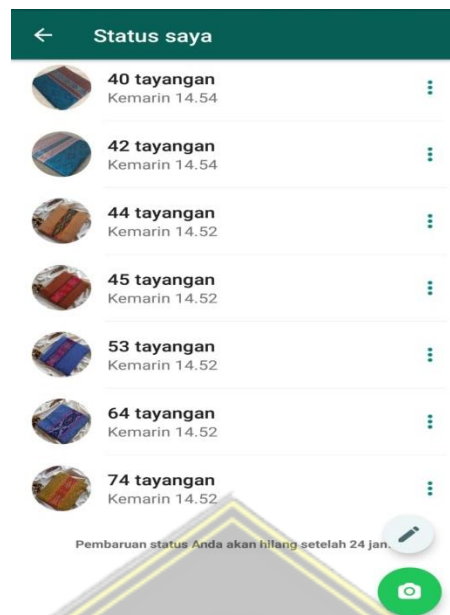 Status saya
40 tayangan
Kemarin 14.54
42 tayangan
Kemarin 14.54
44 tayangan
Kemarin 14.52
45 tayangan
Kemarin 14.52
53 tayangan
Kemarin 14.52
64 tayangan
Kemarin 14.52
74 tayangan
Kemarin 14.52
Pembaruan status Anda akan hilang setelah 24 jam.